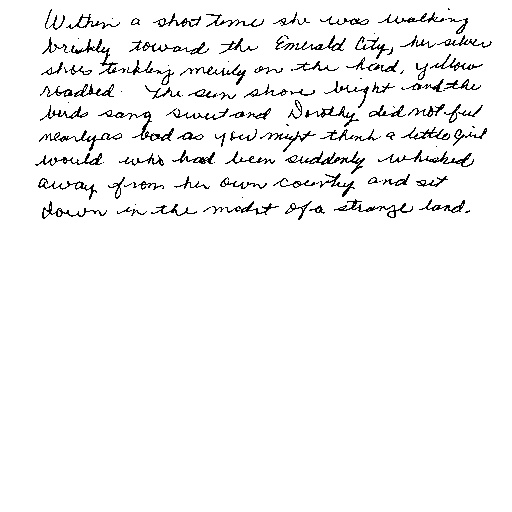 Within a short time she was walking
briskly toward the Emerald City, her silver
shoes tinkling merrily on the hard, yellow
roadbed. The sun shone bright and the
birds sang sweet and Dorothy did not feel
nearly as bad as you might think a little girl
would who had been suddenly whisked
away from her own country and set
down in the midst of a strange land.